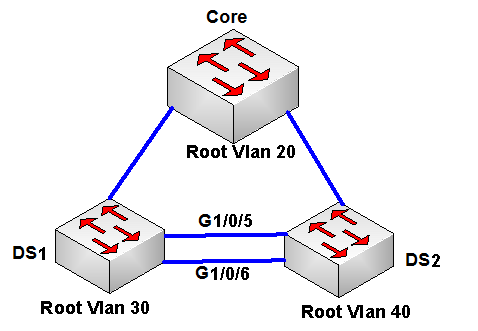 Core
Root Vlan 20
G1/0/5
DS1
DS2
G1/0/6
Root Vlan 30
Root Vlan 40